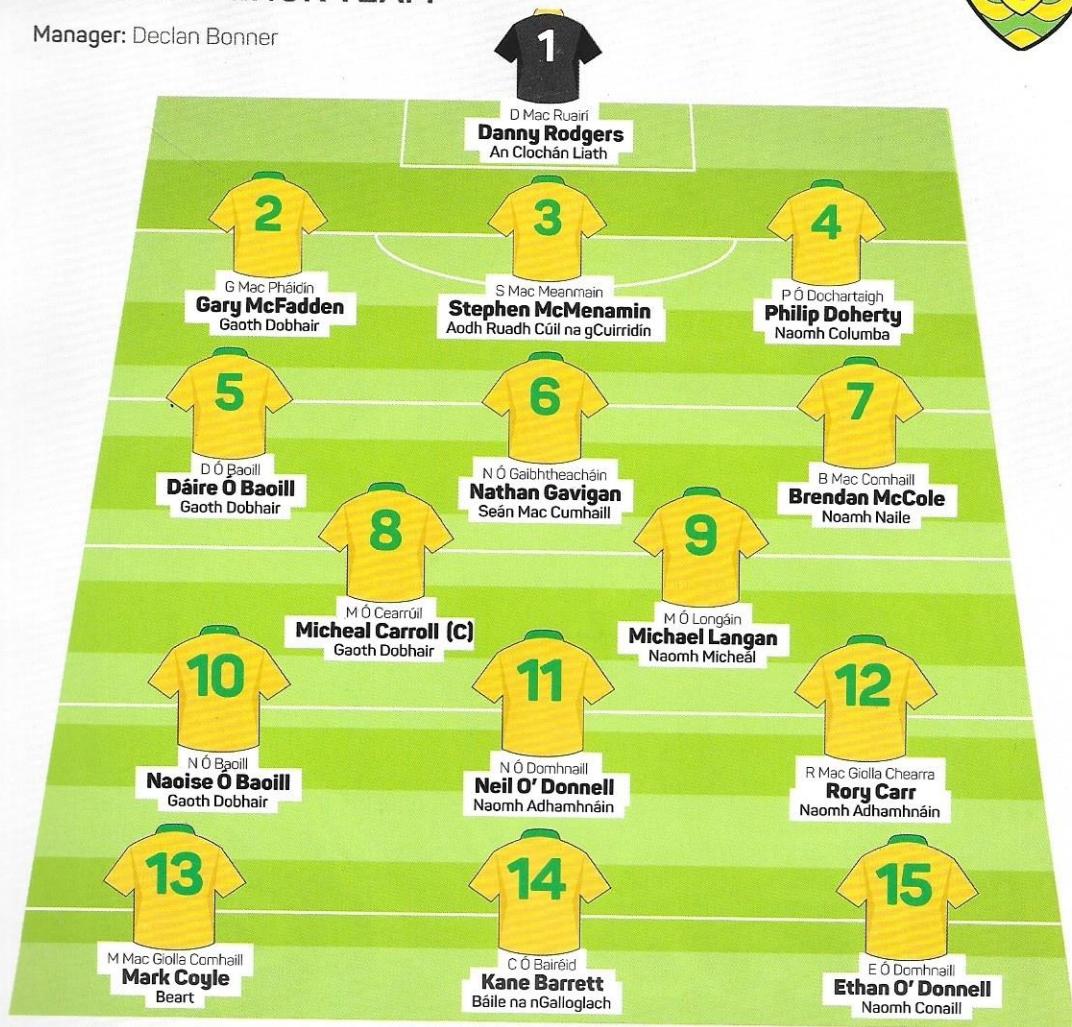 Manager: Declan Bonner
1
D Mac Ruairí
Danny Rodgers
An Clochán Liath
2
G Mac Pháidín
Gary McFadden
Gaoth Dobhair
3
S Mac Meanmain
Stephen McMenamin
Aodh Ruadh Cúil na gCuirridín
4
P Ó Dochartaigh
Philip Doherty
Naomh Columba
5
D Ó Baoill
Dáire Ó Baoill
Gaoth Dobhair
6
N Ó Gaibhtheacháin
Nathan Gavigan
Seán Mac Cumhaill
7
B Mac Comhaill
Brendan McCole
Noamh Naile
8
M Ó Cearrúil
Micheal Carroll (C)
Gaoth Dobhair
9
M Ó Longáin
Michael Langan
Naomh Micheál
10
N Ó Baoill
Naoise Ó Baoill
Gaoth Dobhair
11
N Ó Domhnaill
Neil O' Donnell
Naomh Adhamhnáin
12
R Mac Giolla Chearra
Rory Carr
Naomh Adhamhnáin
13
M Mac Giolla Comhaill
Mark Coyle
Beart
14
C Ó Bairéid
Kane Barrett
Báile na nGalloglach
15
E Ó Domhnaill
Ethan O' Donnell
Naomh Conaill